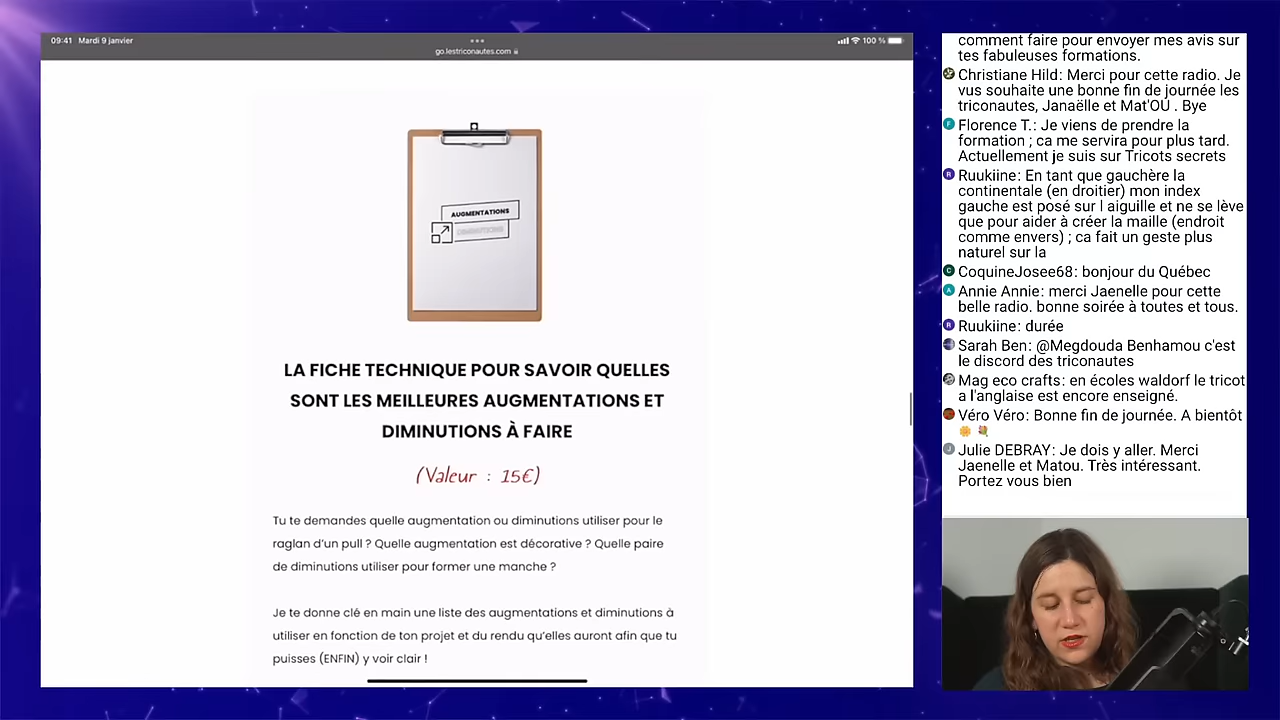 09:41 Mardi 9 janvier
go.lestriconautes.com
100 %
AUGMENTATIONS
DIMINUTIONS
LA FICHE TECHNIQUE POUR SAVOIR QUELLES
SONT LES MEILLEURES AUGMENTATIONS ET
DIMINUTIONS À FAIRE
(Valeur : 15€)
Tu te demandes quelle augmentation ou diminutions utiliser pour le
raglan d'un pull ? Quelle augmentation est décorative ? Quelle paire
de diminutions utiliser pour former une manche ?
Je te donne clé en main une liste des augmentations et diminutions à
utiliser en fonction de ton projet et du rendu qu'elles auront afin que tu
puisses (ENFIN) y voir clair !
comment faire pour envoyer mes avis sur
tes fabuleuses formations.
Christiane Hild: Merci pour cette radio. Je
vus souhaite une bonne fin de journée les
triconautes, Janaëlle et Mat'OU . Bye
F Florence T.: Je viens de prendre la
formation ; ca me servira pour plus tard.
Actuellement je suis sur Tricots secrets
R Ruukiine: En tant que gauchère la
continentale (en droitier) mon index
gauche est posé sur l aiguille et ne se lève
que pour aider à créer la maille (endroit
comme envers) ; ca fait un geste plus
naturel sur la
C CoquineJosee68: bonjour du Québec
A Annie Annie: merci Jaenelle pour cette
belle radio. bonne soirée à toutes et tous.
R Ruukiine: durée
Sarah Ben: @Megdouda Benhamou c'est
le discord des triconautes
Mag eco crafts: en écoles waldorf le tricot
a l'anglaise est encore enseigné.
Véro Véro: Bonne fin de journée. A bientôt
🌼 💐
J Julie DEBRAY: Je dois y aller. Merci
Jaenelle et Matou. Très intéressant.
Portez vous bien